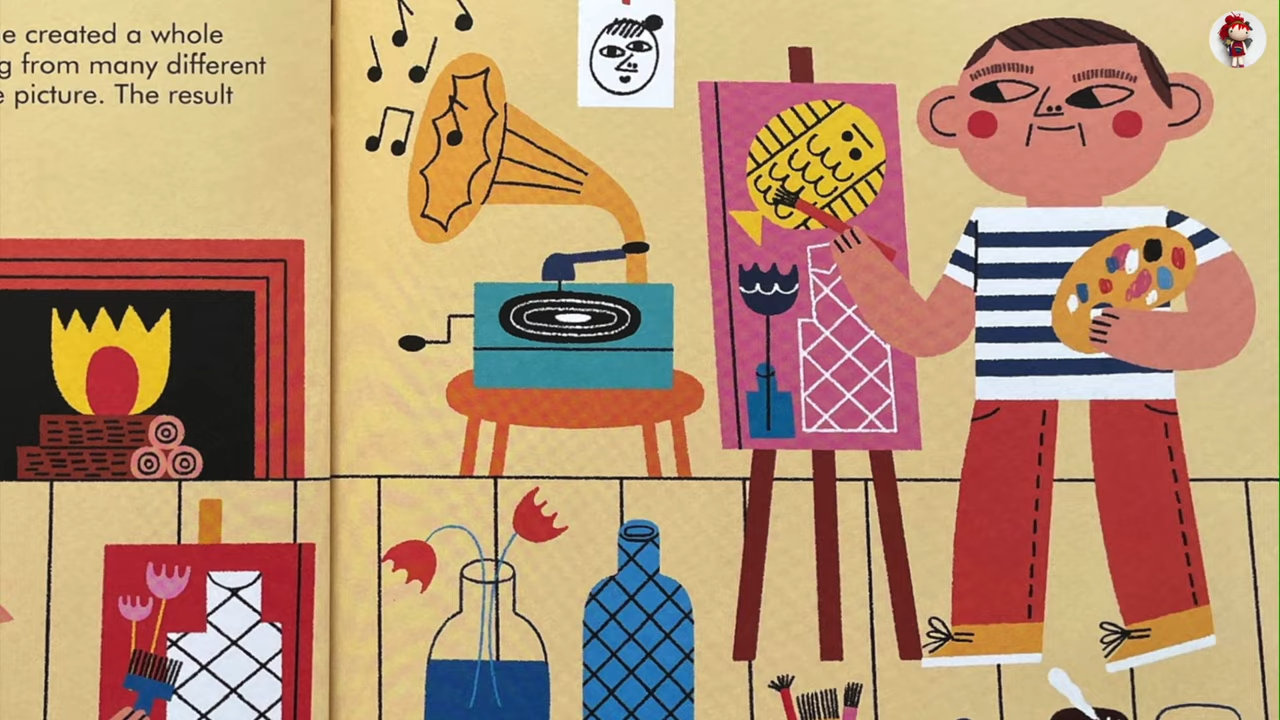 e created a whole
g from many different
e picture. The result